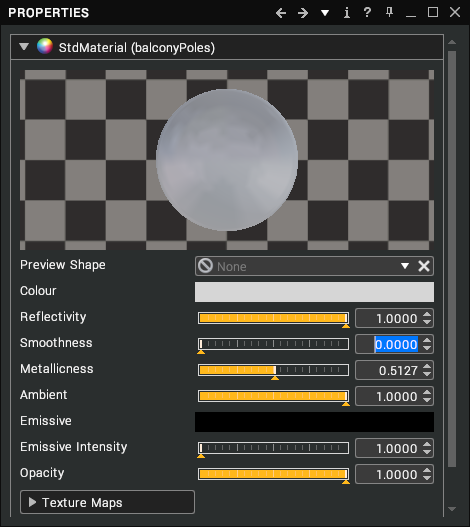 PROPERTIES
StdMaterial (balconyPoles)
Preview Shape None
Colour
Reflectivity 1.0000
Smoothness 0.0000
Metallicness 0.5127
Ambient 1.0000
Emissive
Emissive Intensity 1.0000
Opacity 1.0000
Texture Maps